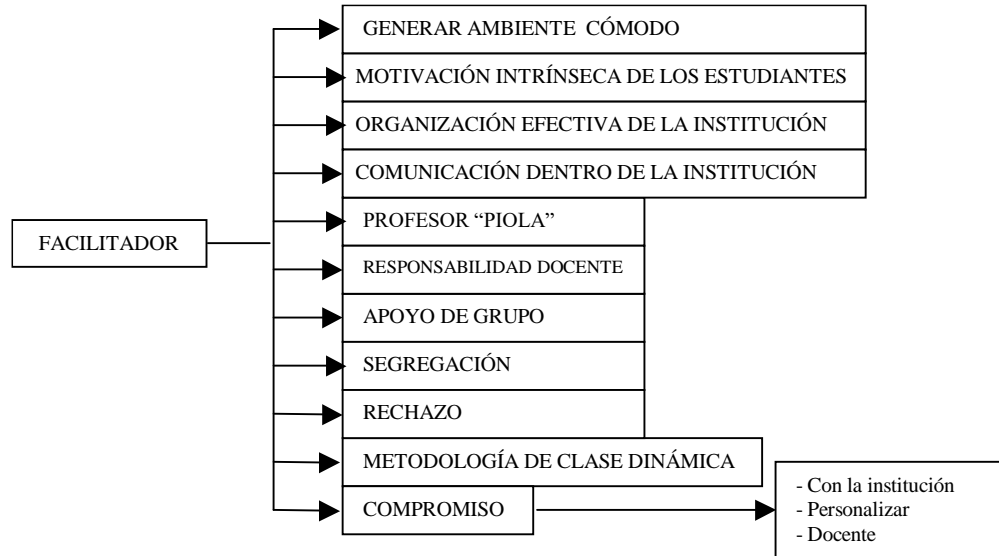 GENERAR AMBIENTE CÓMODO
MOTIVACIÓN INTRÍNSECA DE LOS ESTUDIANTES
ORGANIZACIÓN EFECTIVA DE LA INSTITUCIÓN
COMUNICACIÓN DENTRO DE LA INSTITUCIÓN
PROFESOR “PIOLA”
FACILITADOR
RESPONSABILIDAD DOCENTE
APOYO DE GRUPO
SEGREGACIÓN
RECHAZO
METODOLOGÍA DE CLASE DINÁMICA
COMPROMISO
- Con la institución
- Personalizar
- Docente